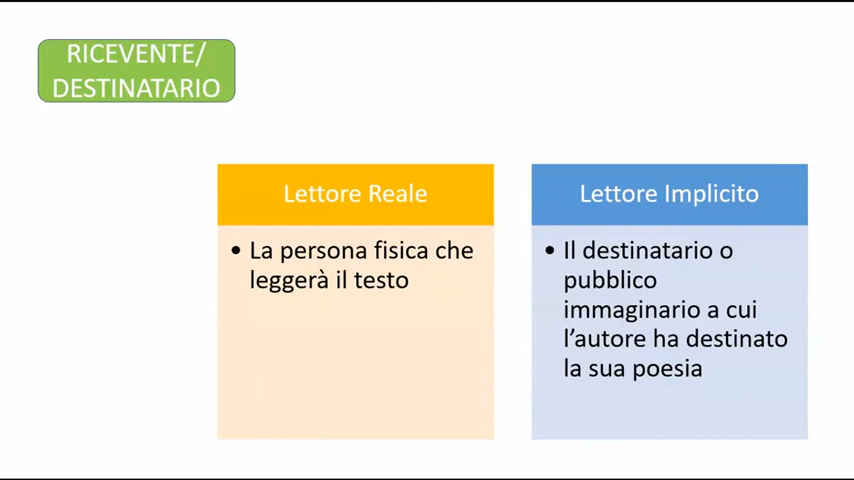 RICEVENTE/
DESTINATARIO
Lettore Reale
• La persona fisica che
leggerà il testo
Lettore Implicito
• Il destinatario o
pubblico
immaginario a cui
l’autore ha destinato
la sua poesia